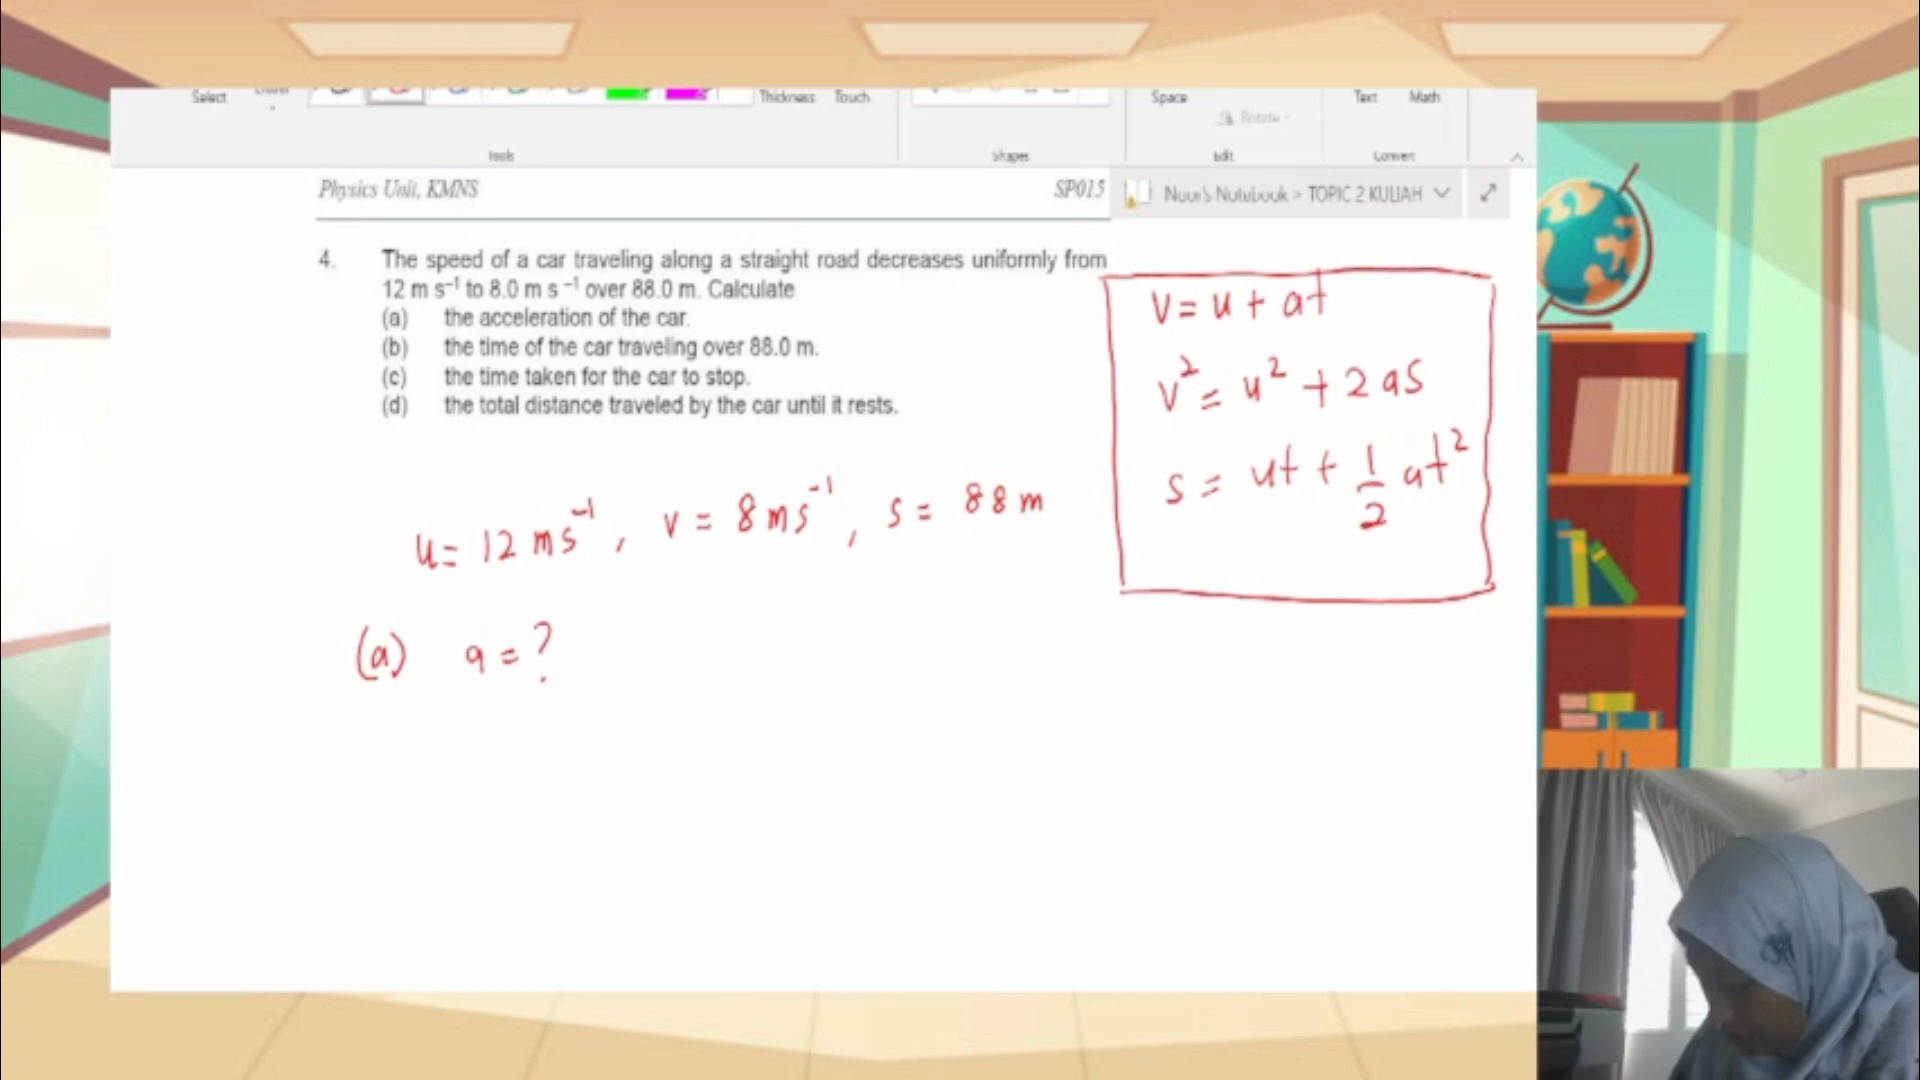 Select
Thickness Touch
Space
Text Math
Rotate
Tools
Shapes
Edit
Convert
Physics Unit, KMNS
SP015
Noor's Notebook > TOPIC 2 KULIAH
4. The speed of a car traveling along a straight road decreases uniformly from
12 m s⁻¹ to 8.0 m s ⁻¹ over 88.0 m. Calculate
(a) the acceleration of the car.
(b) the time of the car traveling over 88.0 m.
(c) the time taken for the car to stop.
(d) the total distance traveled by the car until it rests.
v = u + at
v² = u² + 2as
s = ut + 1/2 at²
u = 12 ms⁻¹, v = 8 ms⁻¹, s = 88 m
(a) a = ?